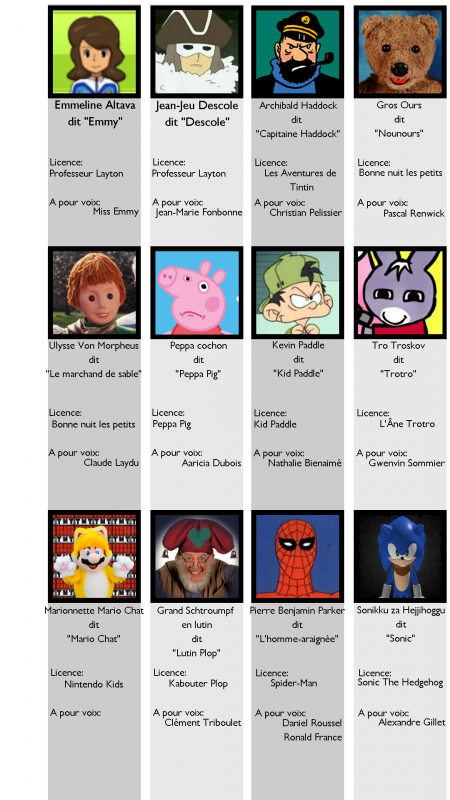 Emmeline Altava
dit "Emmy"
Licence:
Professeur Layton
A pour voix:
Miss Emmy
Jean-Jeu Descole
dit "Descole"
Licence:
Professeur Layton
A pour voix:
Jean-Marie Fonbonne
Archibald Haddock
dit
"Capitaine Haddock"
Licence:
Les Aventures de
Tintin
A pour voix:
Christian Pelissier
Gros Ours
dit
"Nounours"
Licence:
Bonne nuit les petits
A pour voix:
Pascal Renwick
Ulysse Von Morpheus
dit
"Le marchand de sable"
Licence:
Bonne nuit les petits
A pour voix:
Claude Laydu
Peppa cochon
dit
"Peppa Pig"
Licence:
Peppa Pig
A pour voix:
Aaricia Dubois
Kevin Paddle
dit
"Kid Paddle"
Licence:
Kid Paddle
A pour voix:
Nathalie Bienaimé
Tro Troskov
dit
"Trotro"
Licence:
L'Âne Trotro
A pour voix:
Gwenvin Sommier
Marionnette Mario Chat
dit
"Mario Chat"
Licence:
Nintendo Kids
A pour voix:
Grand Schtroumpf
en lutin
dit
"Lutin Plop"
Licence:
Kabouter Plop
A pour voix:
Clément Triboulet
Pierre Benjamin Parker
dit
"L'homme-araignée"
Licence:
Spider-Man
A pour voix:
Daniel Roussel
Ronald France
Sonikku za Hejjihoggu
dit
"Sonic"
Licence:
Sonic The Hedgehog
A pour voix:
Alexandre Gillet